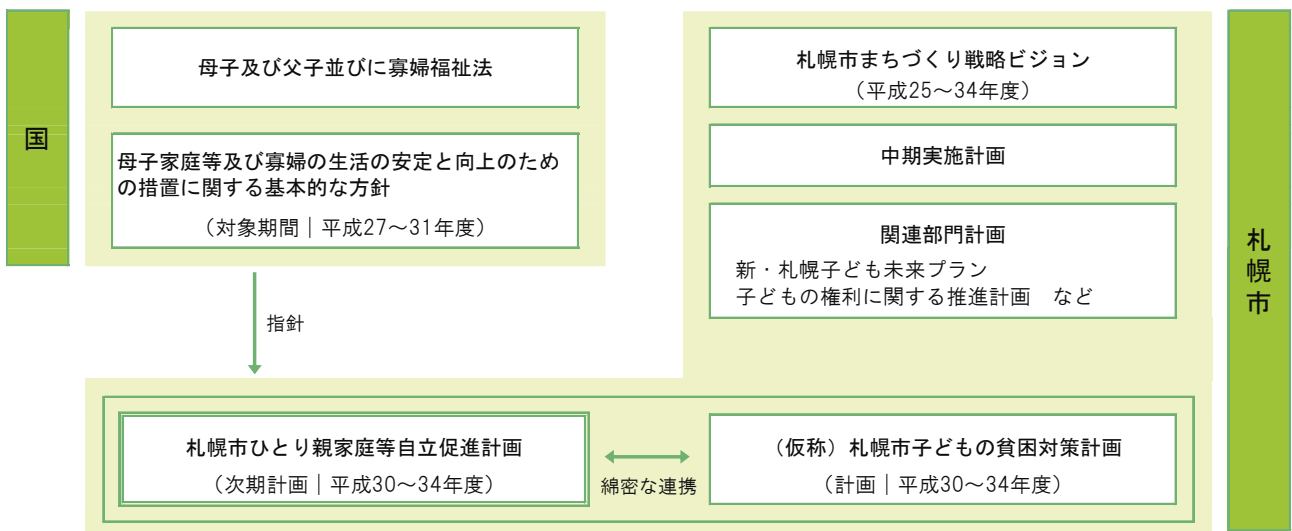 国
母子及び父子並びに寡婦福祉法
母子家庭等及び寡婦の生活の安定と向上のため
の措置に関する基本的な方針
（対象期間｜平成27～31年度）
指針
札幌市まちづくり戦略ビジョン
（平成25～34年度）
中期実施計画
関連部門計画
新・札幌子ども未来プラン
子どもの権利に関する推進計画　など
札幌市
札幌市ひとり親家庭等自立促進計画
（次期計画｜平成30～34年度）
綿密な連携
（仮称）札幌市子どもの貧困対策計画
（計画｜平成30～34年度）